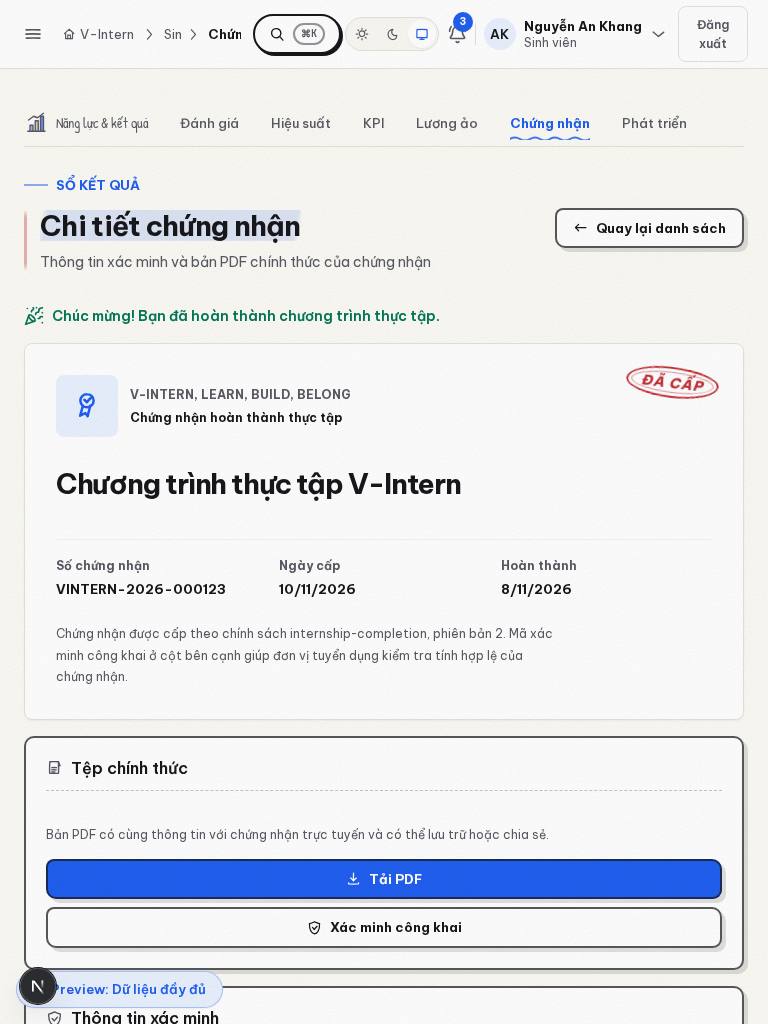 V-Intern > Sin > Chứn
⌘K
3
AK
Nguyễn An Khang
Sinh viên
Đăng xuất
Năng lực & kết quả
Đánh giá
Hiệu suất
KPI
Lương ảo
Chứng nhận
Phát triển
SỔ KẾT QUẢ
Chi tiết chứng nhận
Thông tin xác minh và bản PDF chính thức của chứng nhận
← Quay lại danh sách
Chúc mừng! Bạn đã hoàn thành chương trình thực tập.
V-INTERN, LEARN, BUILD, BELONG
Chứng nhận hoàn thành thực tập
ĐÃ CẤP
Chương trình thực tập V-Intern
Số chứng nhận
VINTERN-2026-000123
Ngày cấp
10/11/2026
Hoàn thành
8/11/2026
Chứng nhận được cấp theo chính sách internship-completion, phiên bản 2. Mã xác
minh công khai ở cột bên cạnh giúp đơn vị tuyển dụng kiểm tra tính hợp lệ của
chứng nhận.
Tệp chính thức
Bản PDF có cùng thông tin với chứng nhận trực tuyến và có thể lưu trữ hoặc chia sẻ.
Tải PDF
Xác minh công khai
N
Preview: Dữ liệu đầy đủ
Thông tin xác minh